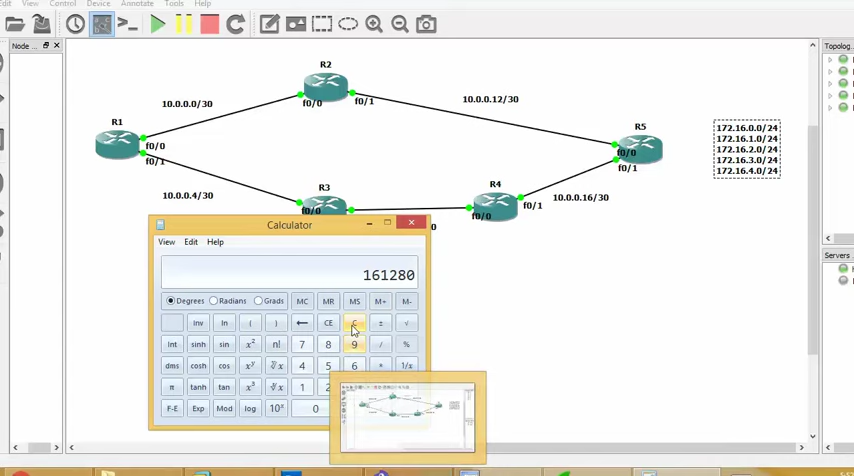 Edit View Control Device Annotate Tools Help
Node ...
Topolog...
R2
10.0.0.0/30
f0/0
f0/1
10.0.0.12/30
R1
f0/0
f0/1
R5
f0/0
f0/1
172.16.0.0/24
172.16.1.0/24
172.16.2.0/24
172.16.3.0/24
172.16.4.0/24
10.0.0.4/30
R3
f0/0
R4
f0/0
f0/1
10.0.0.16/30
0
Servers
Calculator
View Edit Help
161280
Degrees Radians Grads MC MR MS M+ M-
Inv ln ( ) ← CE C ± √
Int sinh sin x² n! 7 8 9 / %
dms cosh cos xʸ ʸ√x 4 5 6 * 1/x
π tanh tan x³ ³√x 1 2
F-E Exp Mod log 10ˣ 0